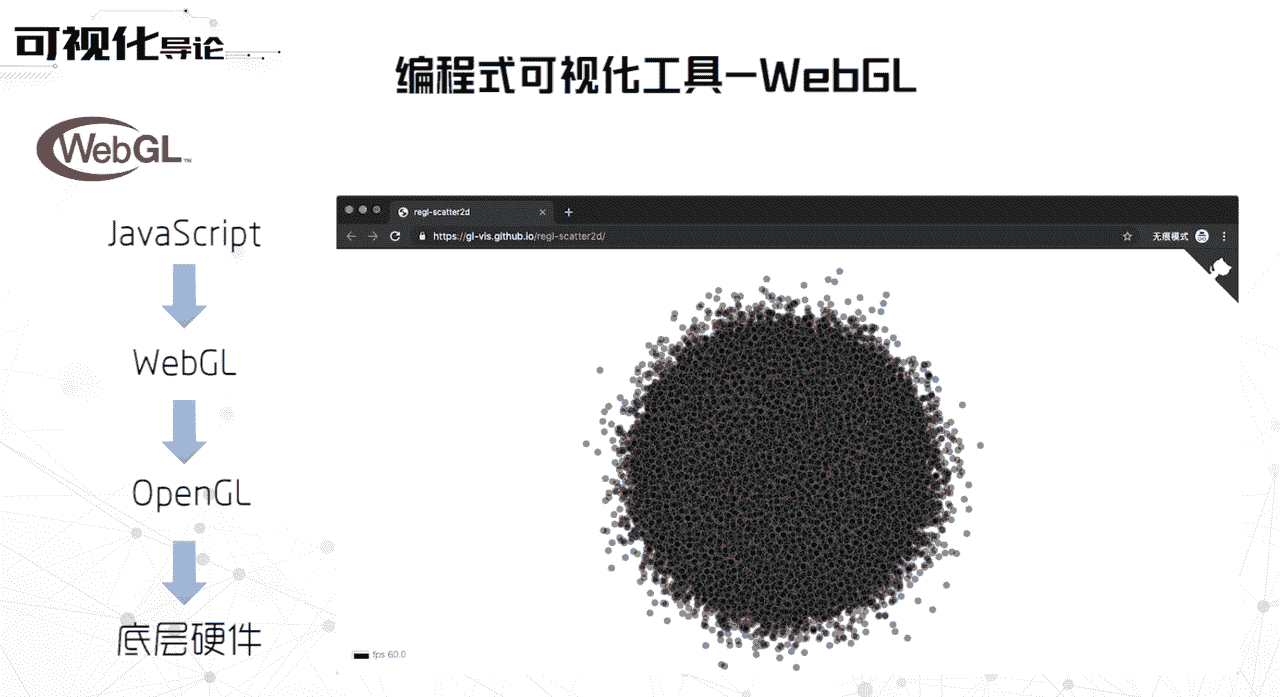 可视化导论
编程式可视化工具—WebGL
WebGL™
JavaScript
WebGL
OpenGL
底层硬件
regl-scatter2d
https://gl-vis.github.io/regl-scatter2d/
无痕模式
fps 60.0